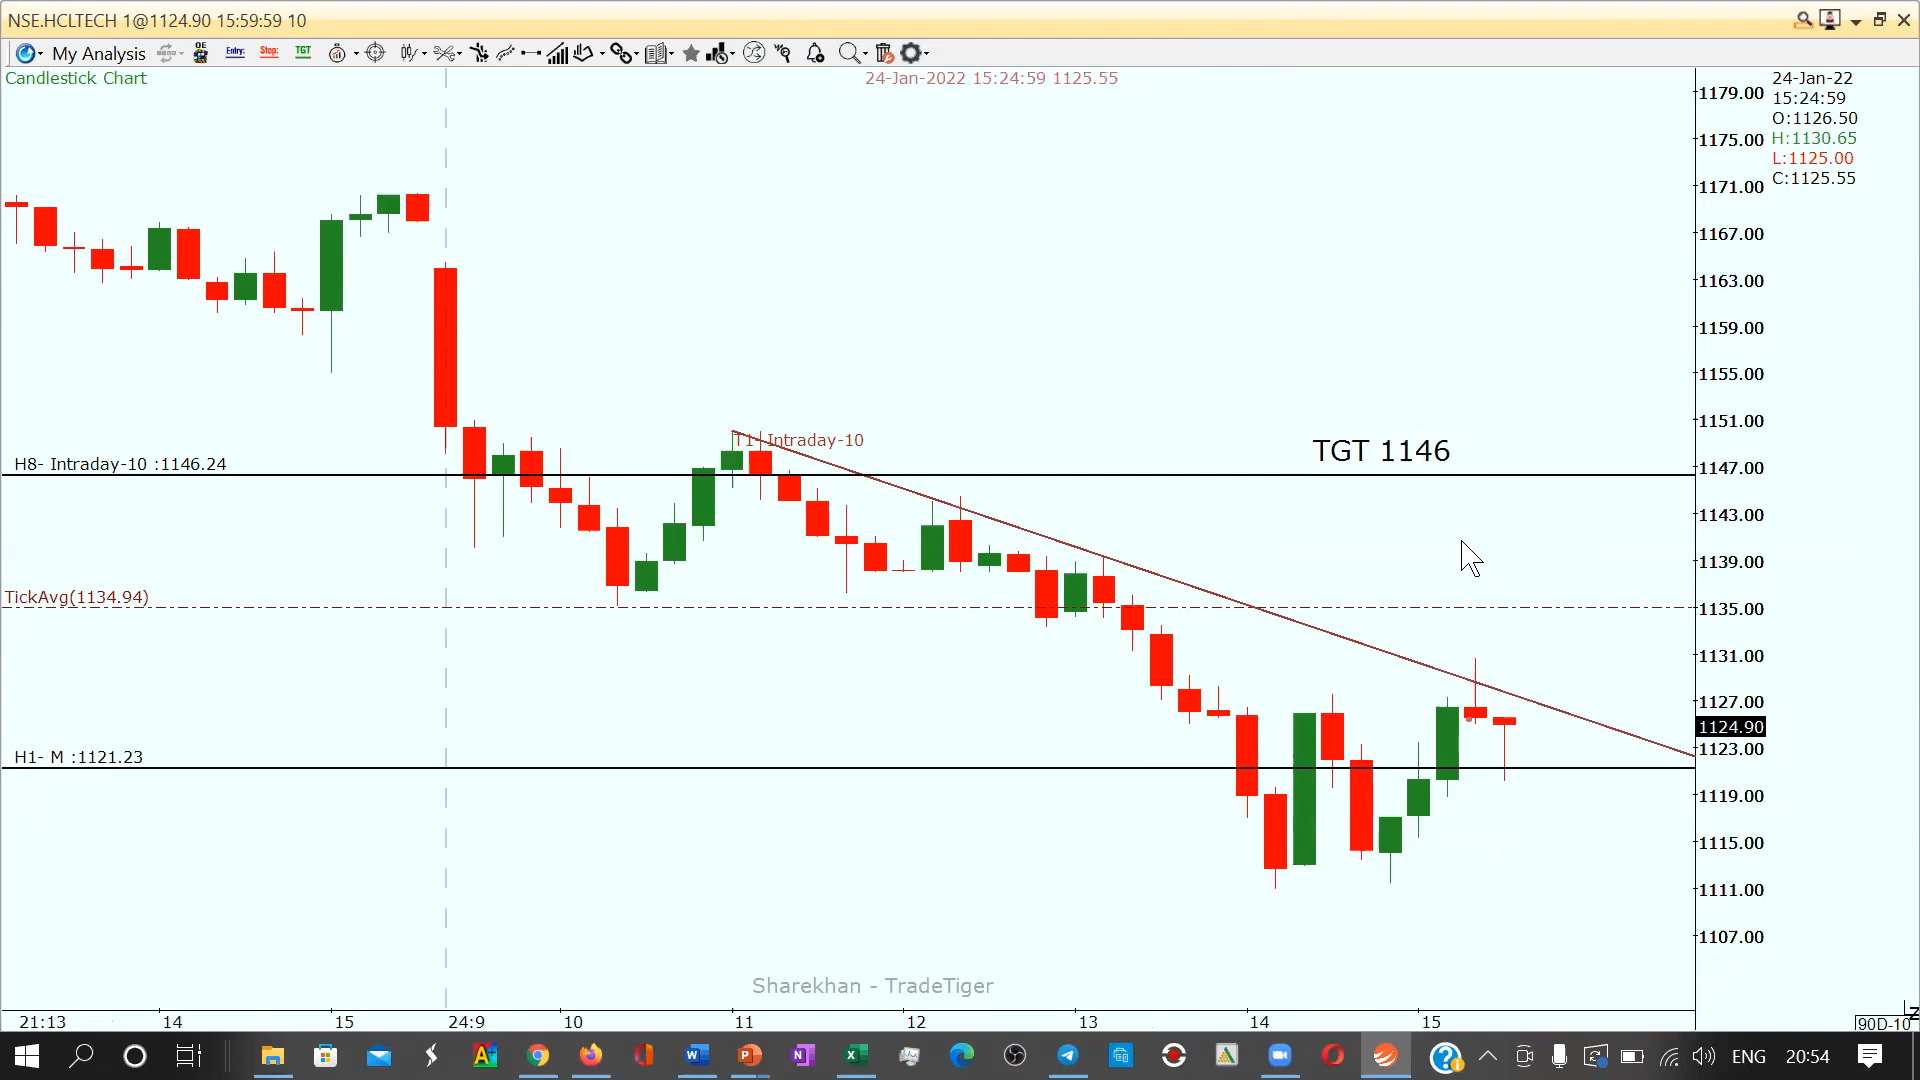 NSE.HCLTECH 1@1124.90 15:59:59 10
My Analysis
OE
Entry:
Stop:
TGT
Candlestick Chart
24-Jan-2022 15:24:59 1125.55
24-Jan-22
15:24:59
O:1126.50
H:1130.65
L:1125.00
C:1125.55
1179.00
1175.00
1171.00
1167.00
1163.00
1159.00
1155.00
1151.00
1147.00
1143.00
1139.00
1135.00
1131.00
1127.00
1124.90
1123.00
1119.00
1115.00
1111.00
1107.00
T1- Intraday-10
TGT 1146
H8- Intraday-10 :1146.24
TickAvg(1134.94)
H1- M :1121.23
Sharekhan - TradeTiger
21:13 14 15 24:9 10 11 12 13 14 15
90D-10
ENG 20:54